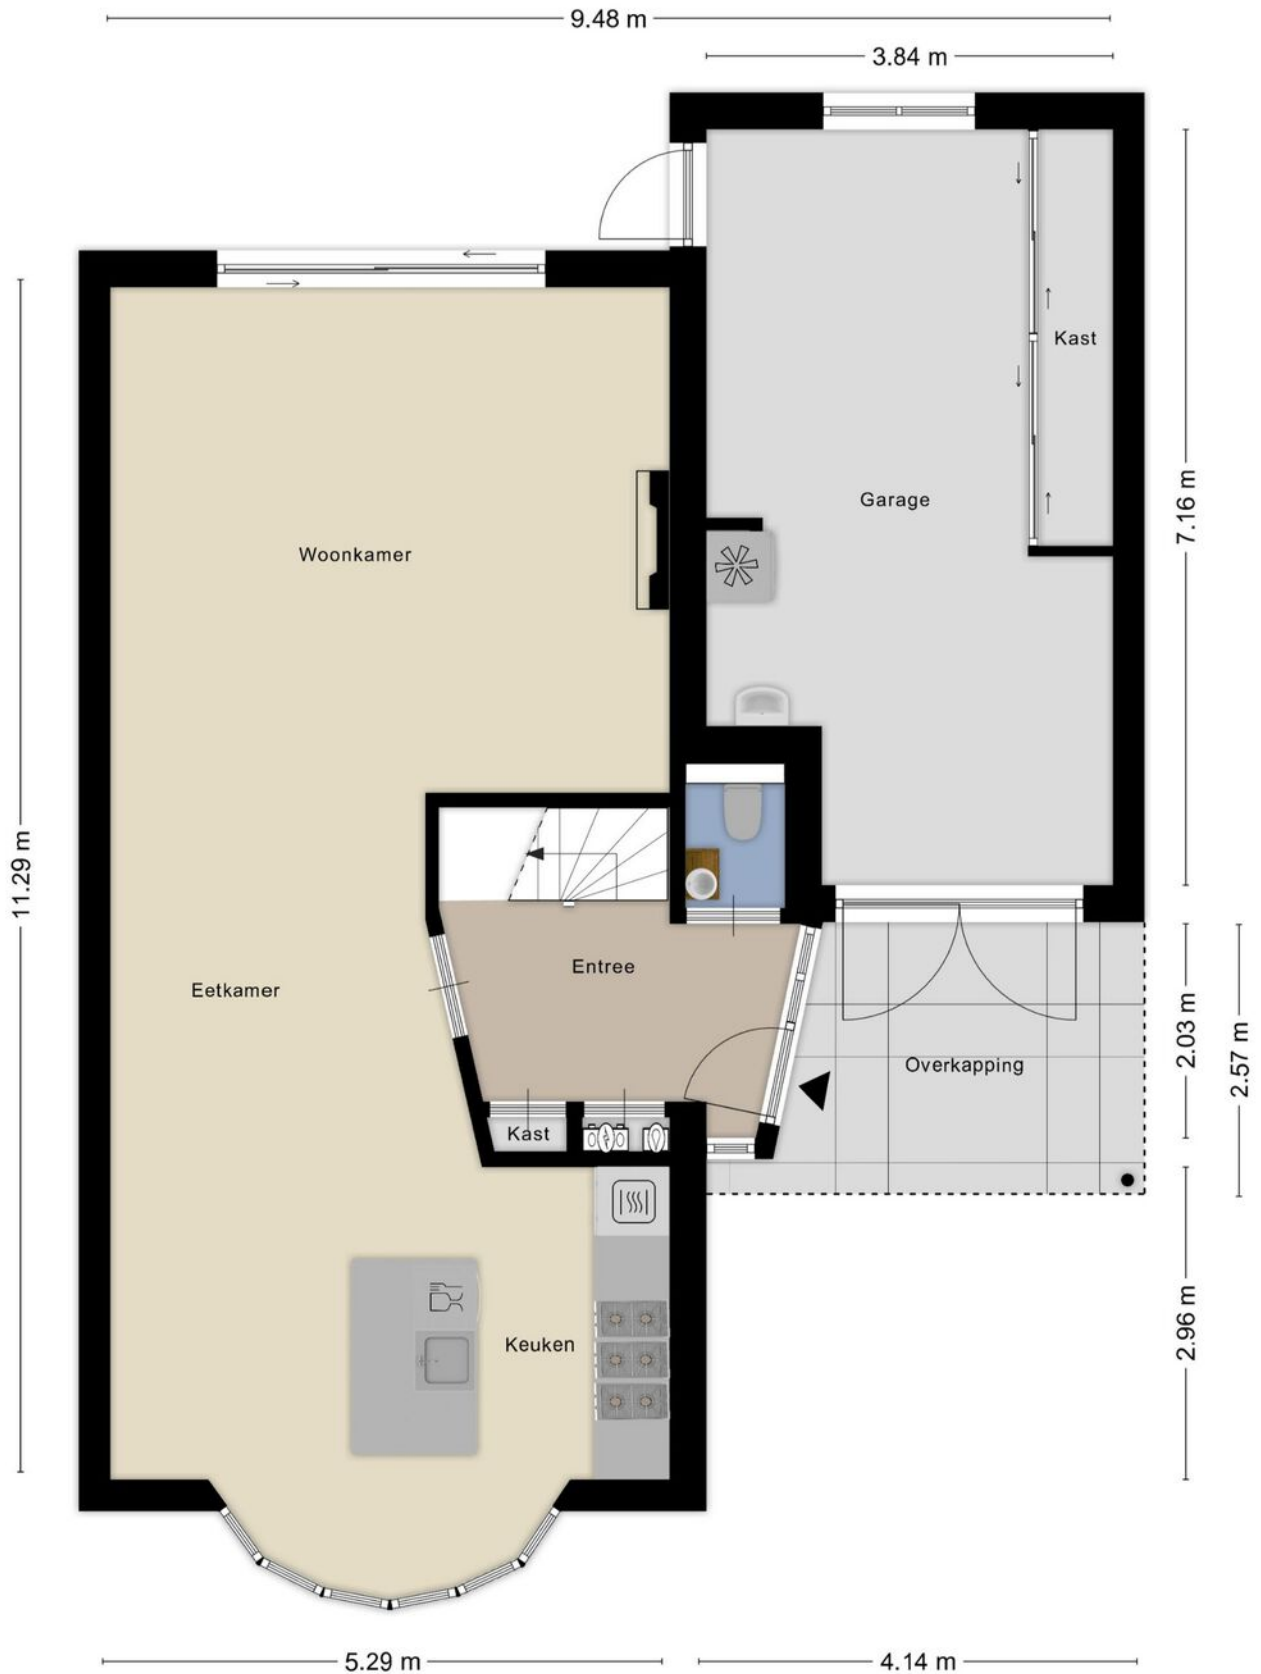 9.48 m
3.84 m
Kast
Garage
7.16 m
Woonkamer
11.29 m
Entree
Eetkamer
2.03 m
2.57 m
Overkapping
Kast
Keuken
2.96 m
5.29 m
4.14 m